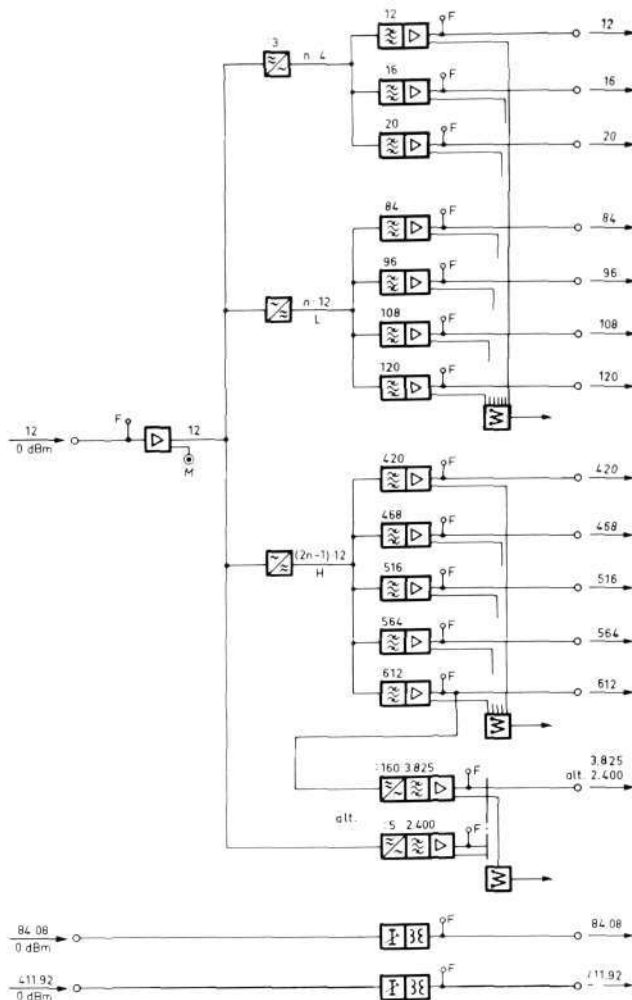 12
F
12
:3
n · 4
16
F
16
20
F
20
84
F
84
96
F
96
n · 12
L
108
F
108
120
F
120
12
0 dBm
F
12
M
420
F
420
468
F
468
(2n-1)·12
H
516
F
516
564
F
564
612
F
612
:160 3.825
F
3.825
alt. 2.400
alt.
:5 2.400
F
84.08
0 dBm
F
84.08
411.92
0 dBm
F
411.92